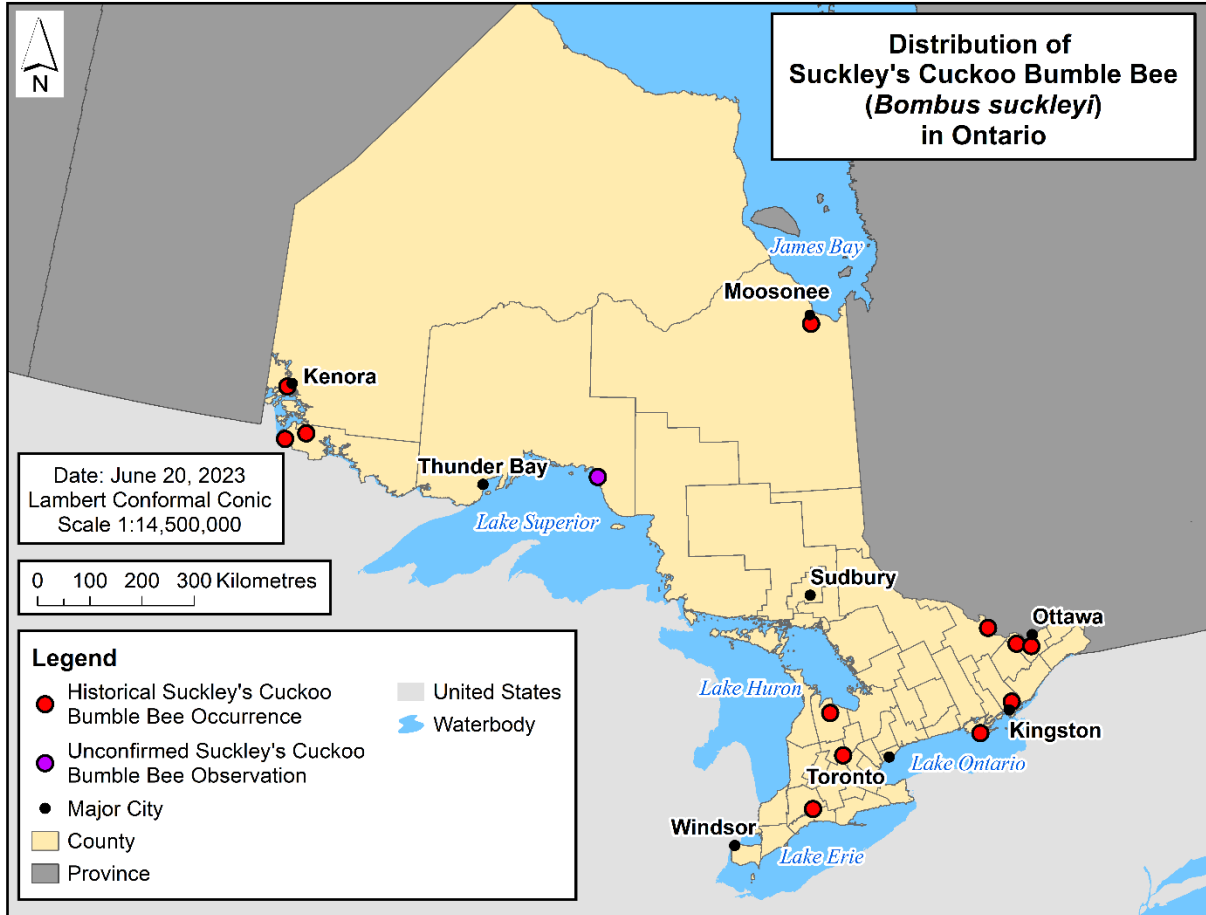 N
Distribution of
Suckley's Cuckoo Bumble Bee
(Bombus suckleyi)
in Ontario
James Bay
Moosonee
Kenora
Thunder Bay
Lake Superior
Date: June 20, 2023
Lambert Conformal Conic
Scale 1:14,500,000
0 100 200 300 Kilometres
Sudbury
Ottawa
Lake Huron
Kingston
Toronto
Lake Ontario
Windsor
Lake Erie
Legend
Historical Suckley's Cuckoo
Bumble Bee Occurrence
Unconfirmed Suckley's Cuckoo
Bumble Bee Observation
Major City
County
Province
United States
Waterbody